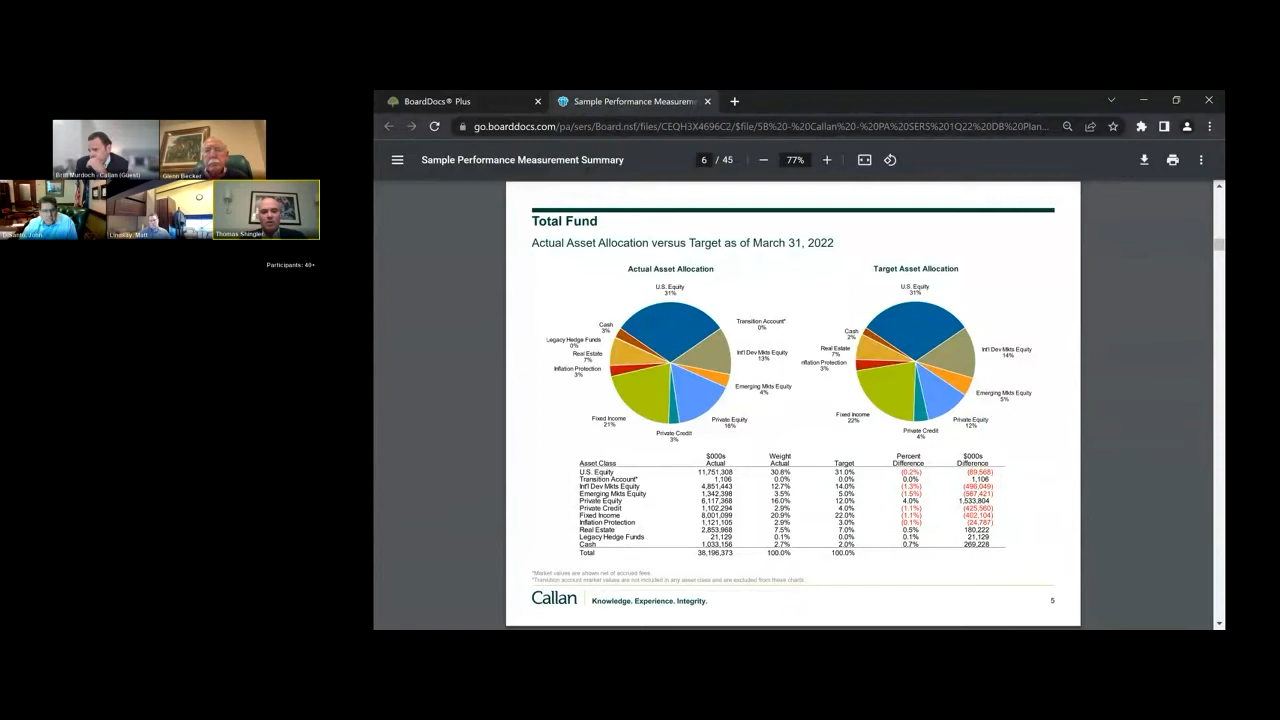 BoardDocs® Plus
Sample Performance Measurem
go.boarddocs.com/pa/sers/Board.nsf/files/CEQH3X4696C2/$file/5B%20-%20Callan%20-%20PA%20SERS%201Q22%20DB%20Plan...
Sample Performance Measurement Summary
6 / 45
77%
Britt Murdoch - Callan (Guest)
Glenn Becker
DiSanto, John
Lindsay, Matt
Thomas Shingler
Participants: 40+
Total Fund
Actual Asset Allocation versus Target as of March 31, 2022
Actual Asset Allocation
U.S. Equity
31%
Transition Account*
0%
Int'l Dev Mkts Equity
13%
Emerging Mkts Equity
4%
Private Equity
16%
Private Credit
3%
Fixed Income
21%
Inflation Protection
3%
Real Estate
7%
Legacy Hedge Funds
0%
Cash
3%
Target Asset Allocation
U.S. Equity
31%
Int'l Dev Mkts Equity
14%
Emerging Mkts Equity
5%
Private Equity
12%
Private Credit
4%
Fixed Income
22%
nflation Protection
3%
Real Estate
7%
Cash
2%
$000s Weight Percent $000s
Asset Class Actual Actual Target Difference Difference
U.S. Equity 11,751,308 30.8% 31.0% (0.2%) (89,568)
Transition Account* 1,106 0.0% 0.0% 0.0% 1,106
Int'l Dev Mkts Equity 4,851,443 12.7% 14.0% (1.3%) (496,049)
Emerging Mkts Equity 1,342,398 3.5% 5.0% (1.5%) (567,421)
Private Equity 6,117,368 16.0% 12.0% 4.0% 1,533,804
Private Credit 1,102,294 2.9% 4.0% (1.1%) (425,560)
Fixed Income 8,001,099 20.9% 22.0% (1.1%) (402,104)
Inflation Protection 1,121,105 2.9% 3.0% (0.1%) (24,787)
Real Estate 2,853,968 7.5% 7.0% 0.5% 180,222
Legacy Hedge Funds 21,129 0.1% 0.0% 0.1% 21,129
Cash 1,033,156 2.7% 2.0% 0.7% 269,228
Total 38,196,373 100.0% 100.0%
*Market values are shown net of accrued fees.
*Transition account market values are not included in any asset class and are excluded from these charts.
Callan
Knowledge. Experience. Integrity.
5